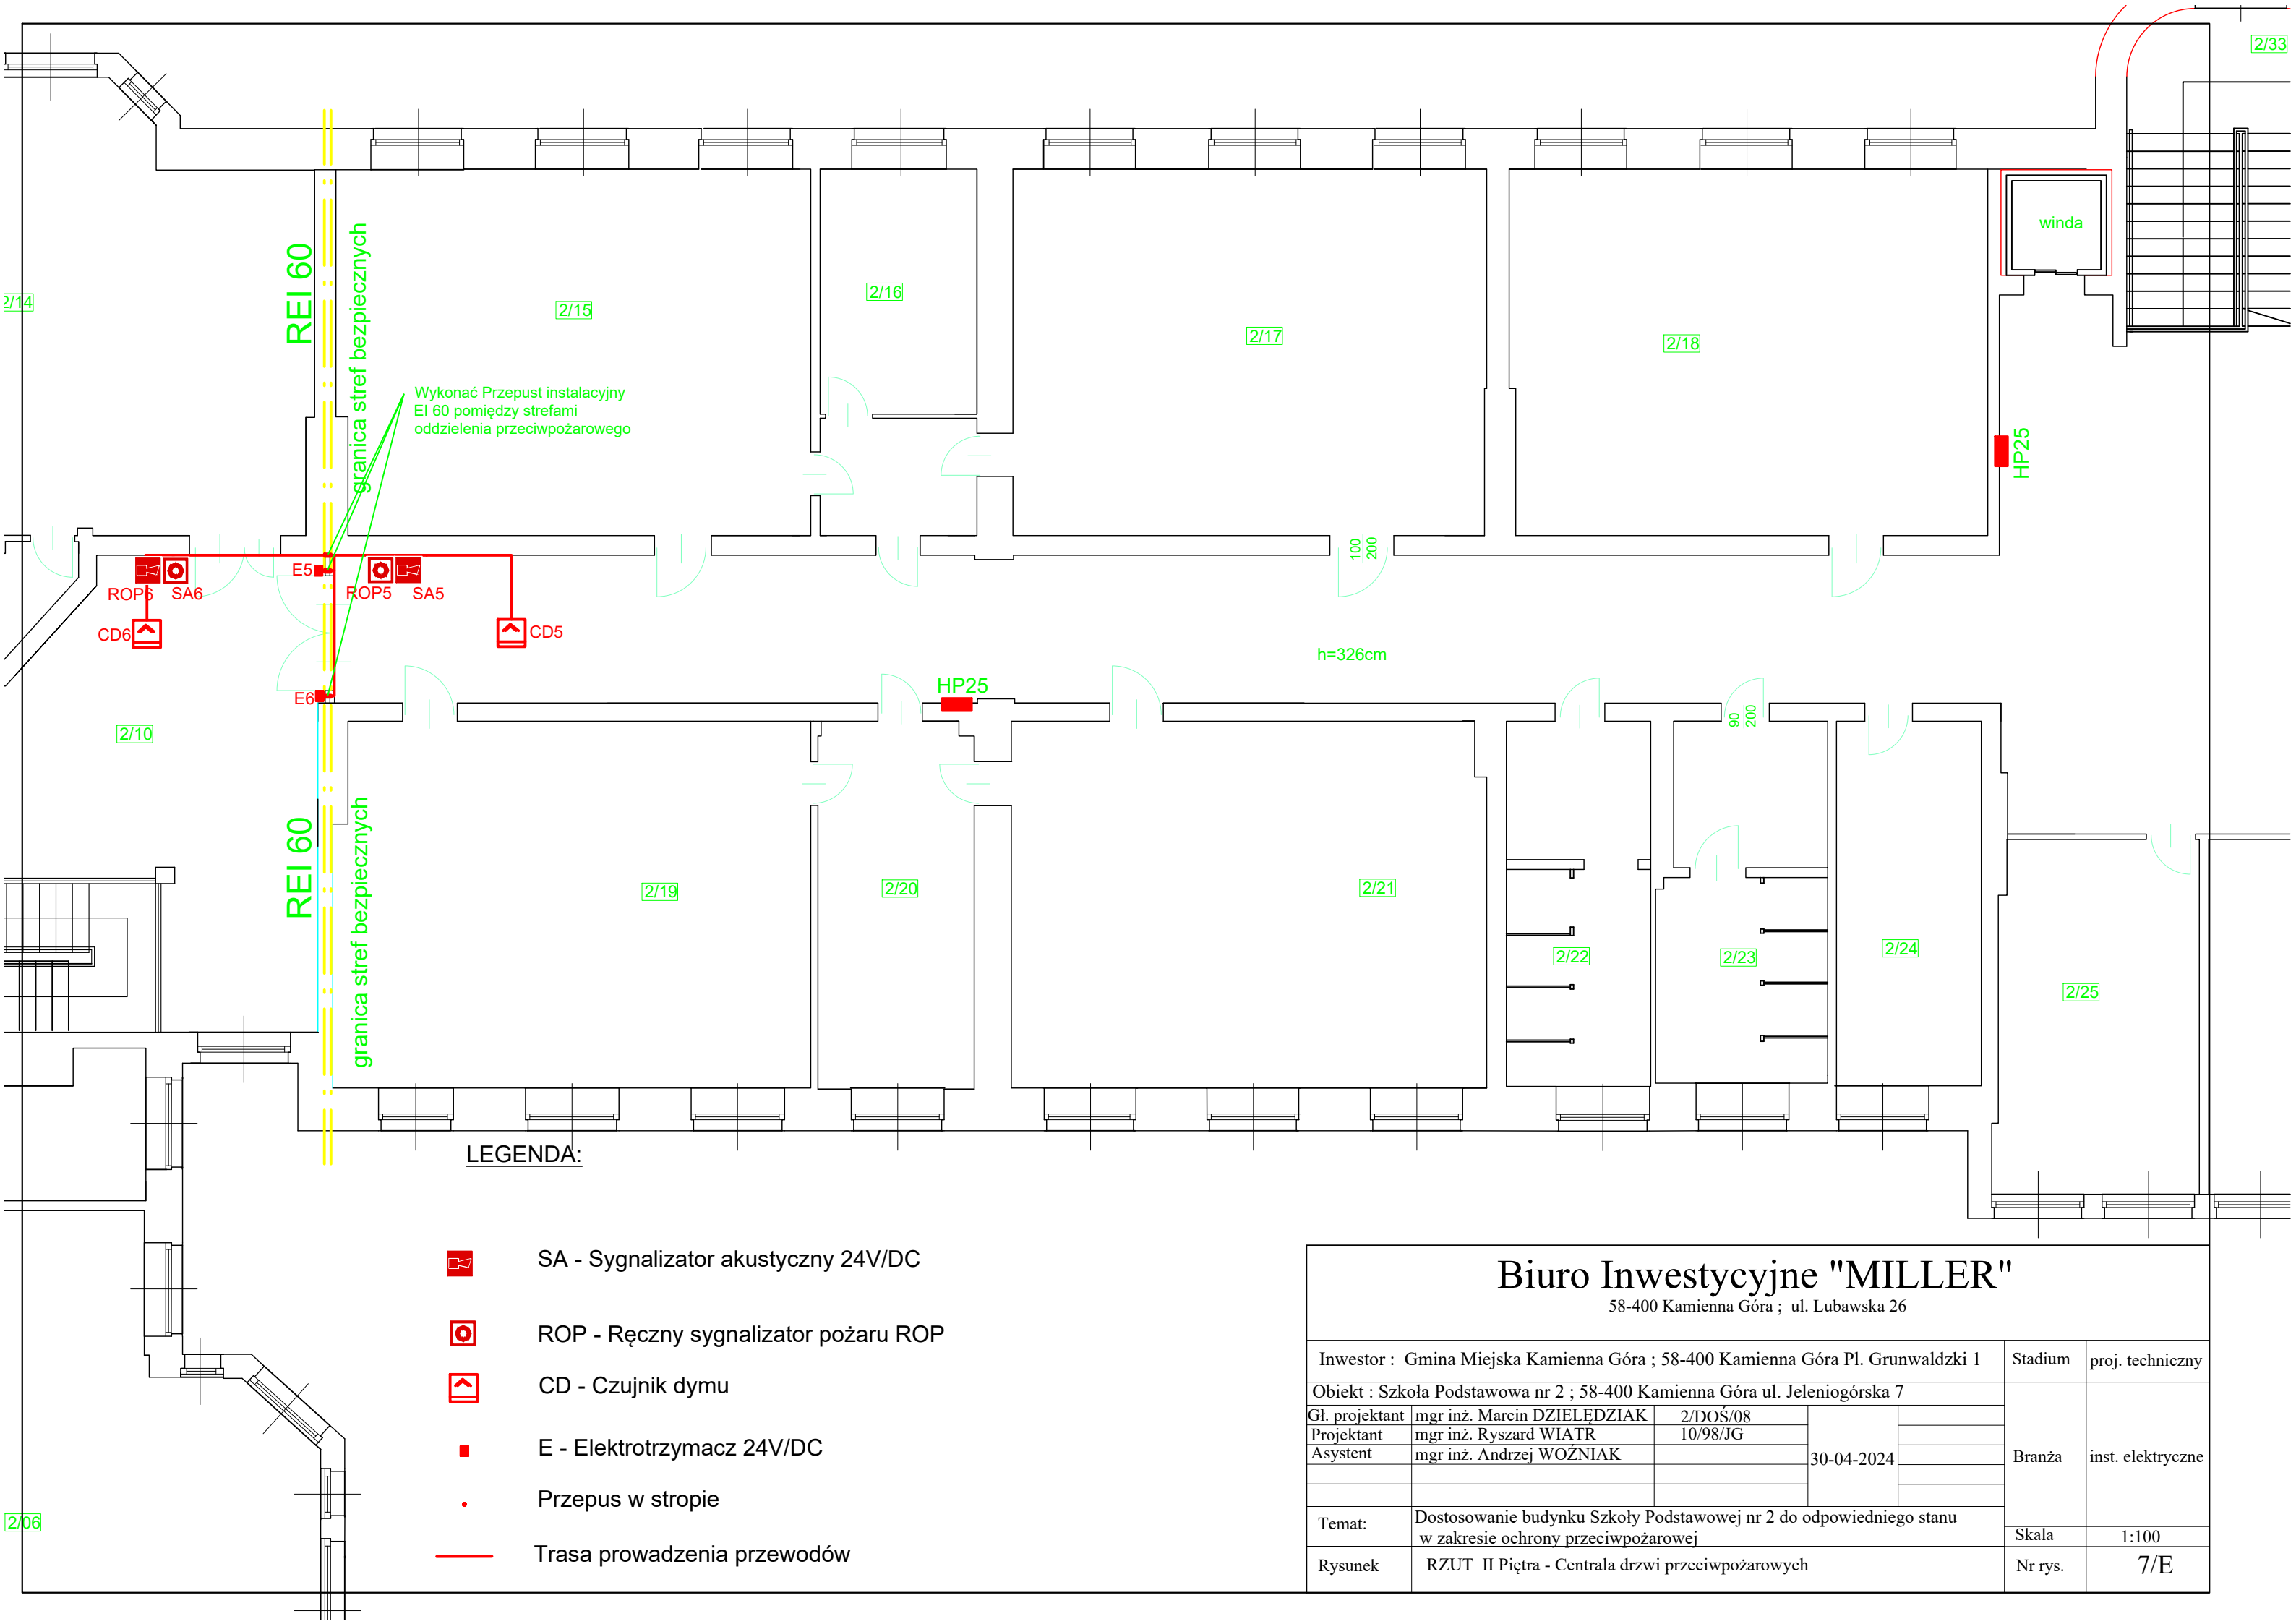 2/33
winda
REI 60
granica stref bezpiecznych
2/14
2/15
2/16
2/17
2/18
Wykonać Przepust instalacyjny
EI 60 pomiędzy strefami
oddzielenia przeciwpożarowego
HP25
100
200
E5
ROP6
SA6
ROP5
SA5
CD6
CD5
h=326cm
E6
HP25
2/10
90
200
REI 60
granica stref bezpiecznych
2/19
2/20
2/21
2/22
2/23
2/24
2/25
2/06
LEGENDA:
SA - Sygnalizator akustyczny 24V/DC
ROP - Ręczny sygnalizator pożaru ROP
CD - Czujnik dymu
E - Elektrotrzymacz 24V/DC
Przepus w stropie
Trasa prowadzenia przewodów
Biuro Inwestycyjne "MILLER"
58-400 Kamienna Góra ; ul. Lubawska 26
Inwestor : Gmina Miejska Kamienna Góra ; 58-400 Kamienna Góra Pl. Grunwaldzki 1
Stadium
proj. techniczny
Obiekt : Szkoła Podstawowa nr 2 ; 58-400 Kamienna Góra ul. Jeleniogórska 7
Gł. projektant mgr inż. Marcin DZIELĘDZIAK 2/DOŚ/08
Projektant mgr inż. Ryszard WIATR 10/98/JG
Asystent mgr inż. Andrzej WOŹNIAK
30-04-2024
Branża
inst. elektryczne
Temat: Dostosowanie budynku Szkoły Podstawowej nr 2 do odpowiedniego stanu
w zakresie ochrony przeciwpożarowej
Skala
1:100
Rysunek RZUT II Piętra - Centrala drzwi przeciwpożarowych
Nr rys.
7/E